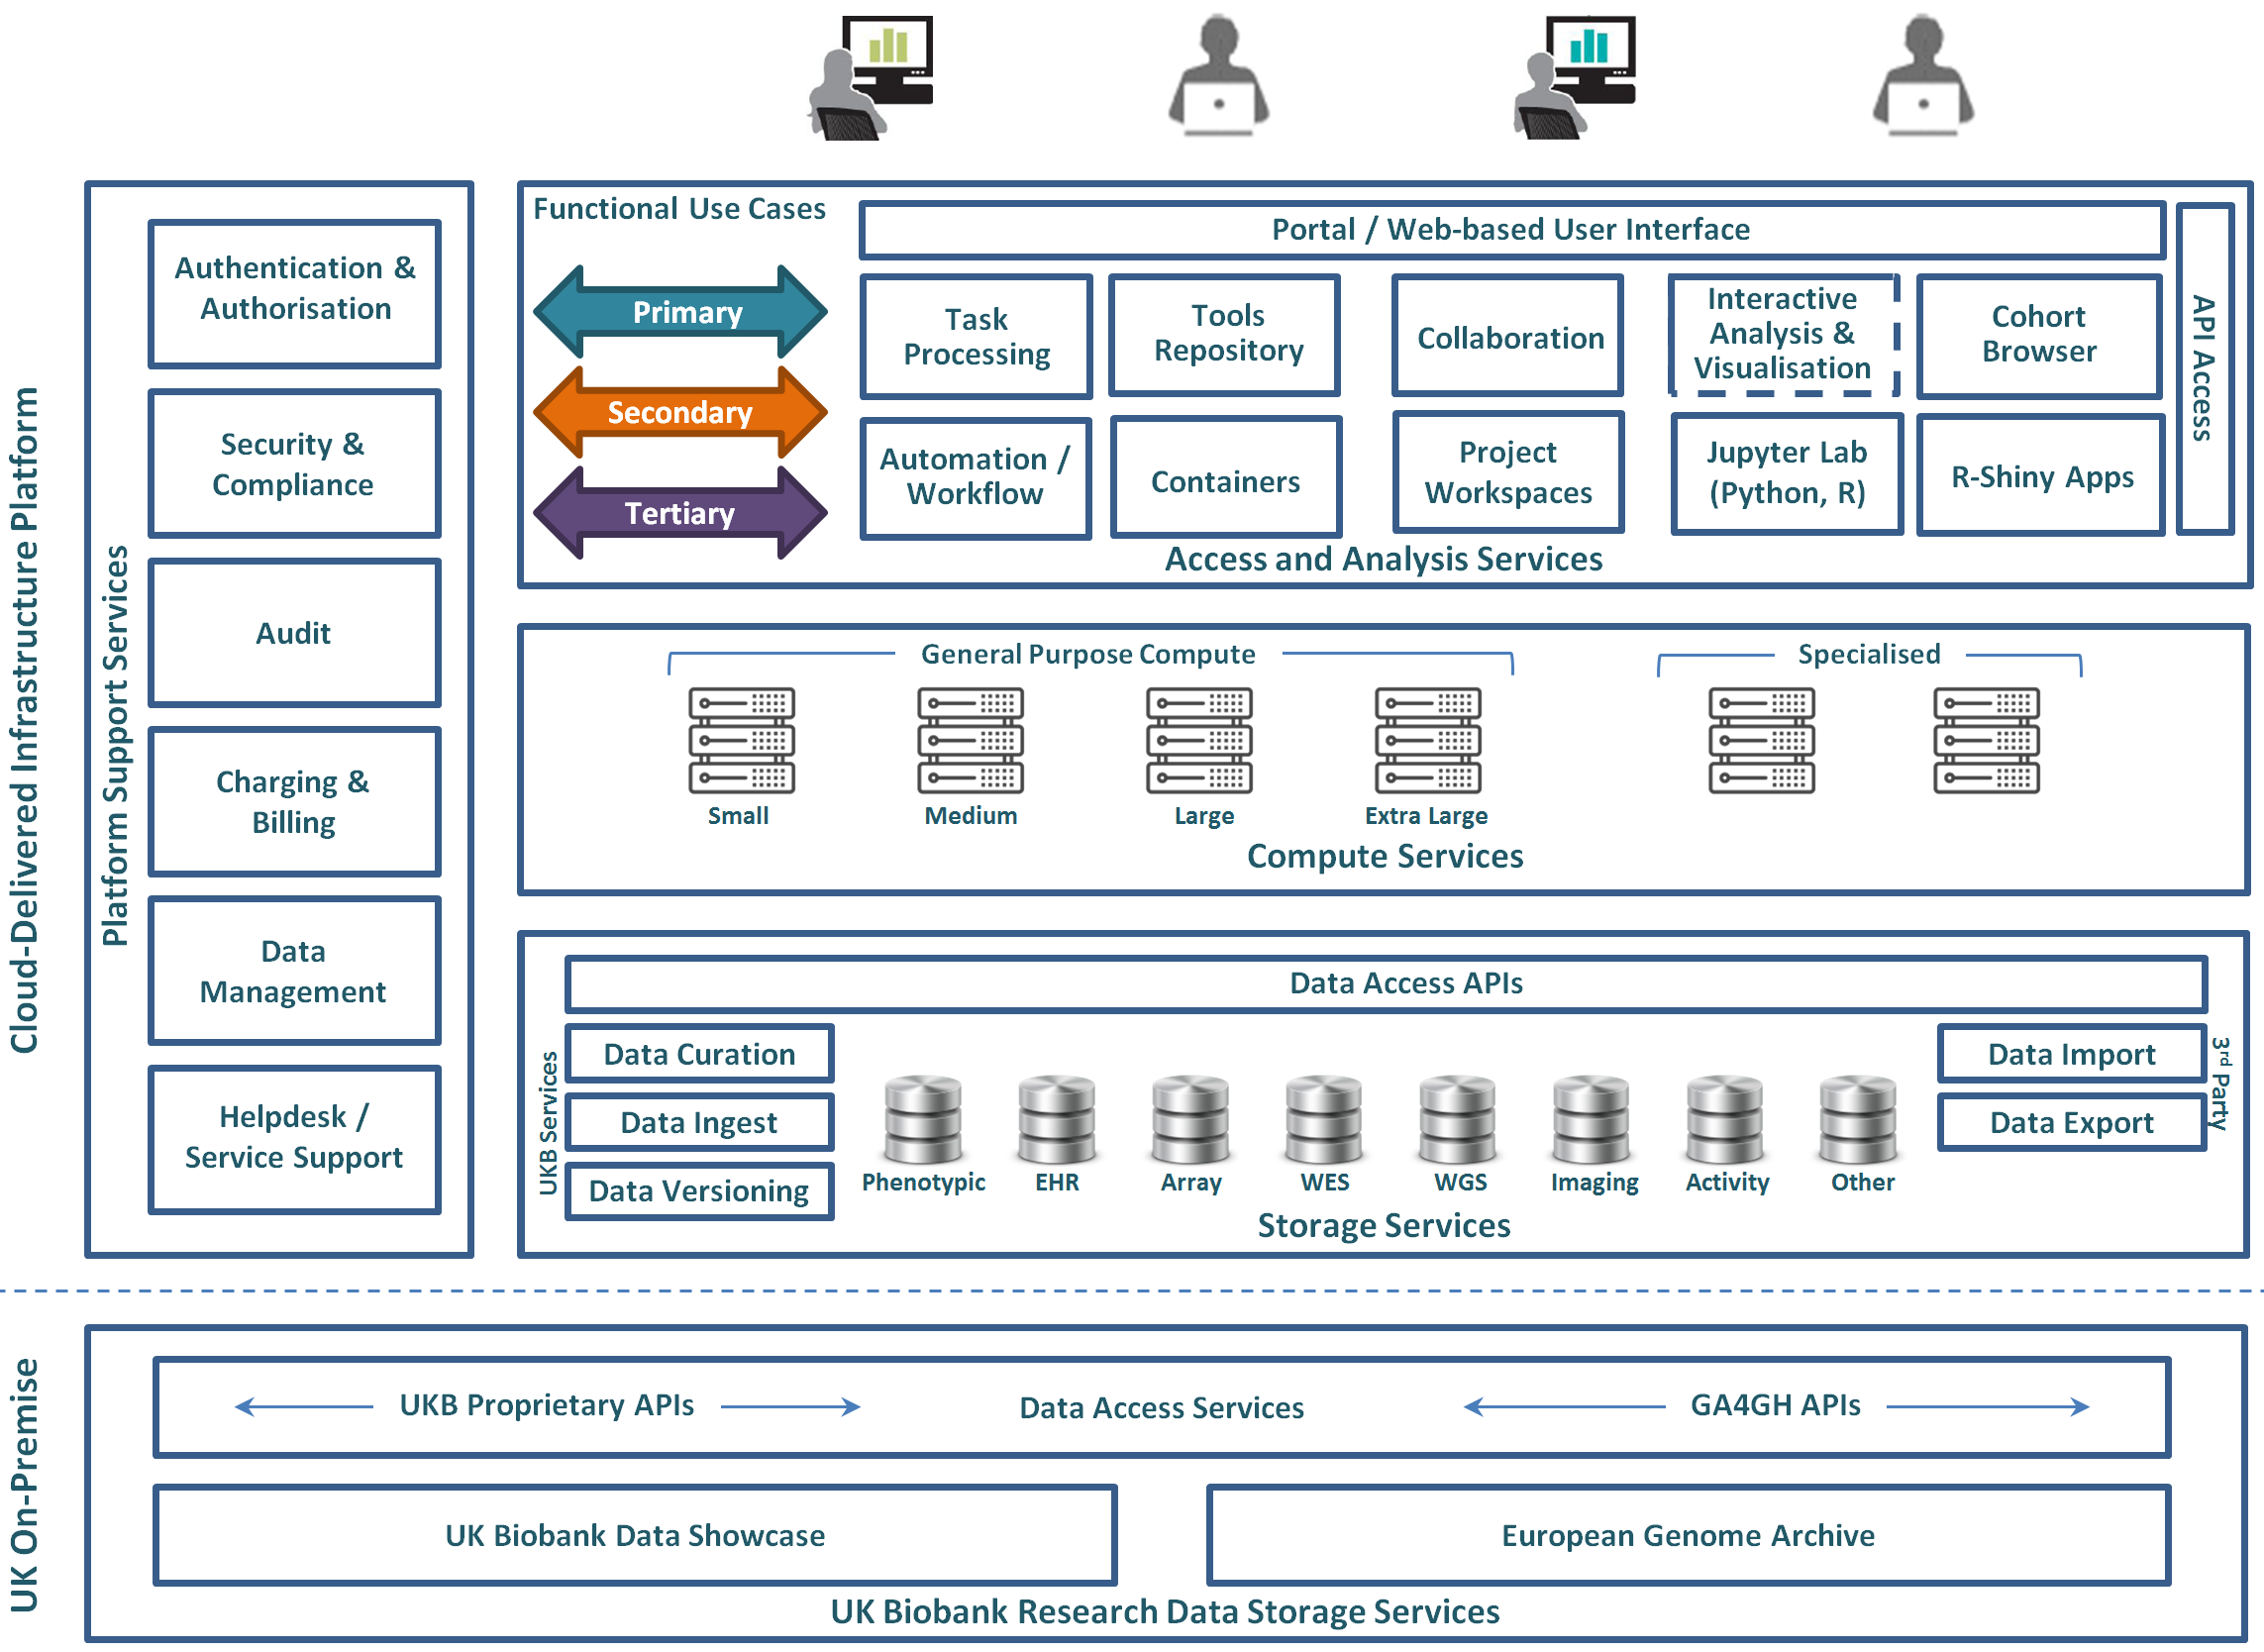 Cloud-Delivered Infrastructure Platform
Platform Support Services
Authentication &
Authorisation
Security &
Compliance
Audit
Charging &
Billing
Data
Management
Helpdesk /
Service Support
Functional Use Cases
Primary
Secondary
Tertiary
Portal / Web-based User Interface
Task
Processing
Tools
Repository
Collaboration
Interactive
Analysis &
Visualisation
Cohort
Browser
Automation /
Workflow
Containers
Project
Workspaces
Jupyter Lab
(Python, R)
R-Shiny Apps
API Access
Access and Analysis Services
General Purpose Compute
Specialised
Small
Medium
Large
Extra Large
Compute Services
Data Access APIs
UKB Services
Data Curation
Data Ingest
Data Versioning
Phenotypic
EHR
Array
WES
WGS
Imaging
Activity
Other
Data Import
Data Export
3rd Party
Storage Services
UK On-Premise
UKB Proprietary APIs
Data Access Services
GA4GH APIs
UK Biobank Data Showcase
European Genome Archive
UK Biobank Research Data Storage Services